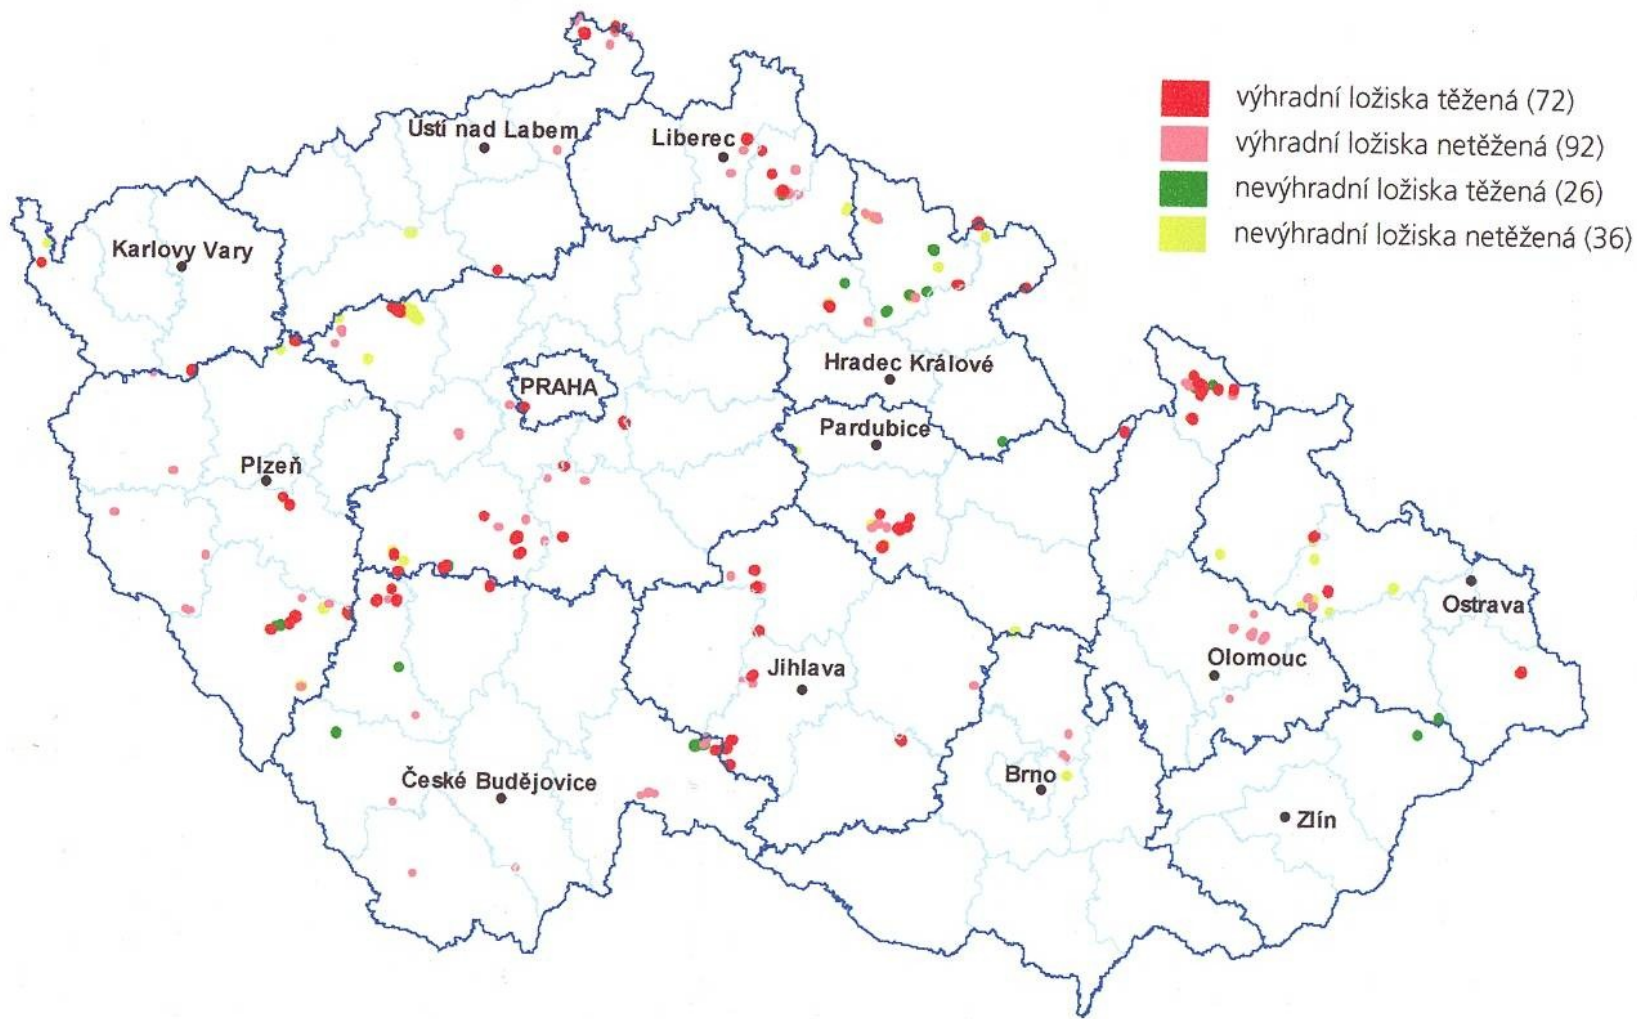 výhradní ložiska těžená (72)
výhradní ložiska netěžená (92)
nevýhradní ložiska těžená (26)
nevýhradní ložiska netěžená (36)
Ústí nad Labem
Liberec
Karlovy Vary
Hradec Králové
PRAHA
Pardubice
Plzeň
Ostrava
Olomouc
Jihlava
České Budějovice
Brno
Zlín